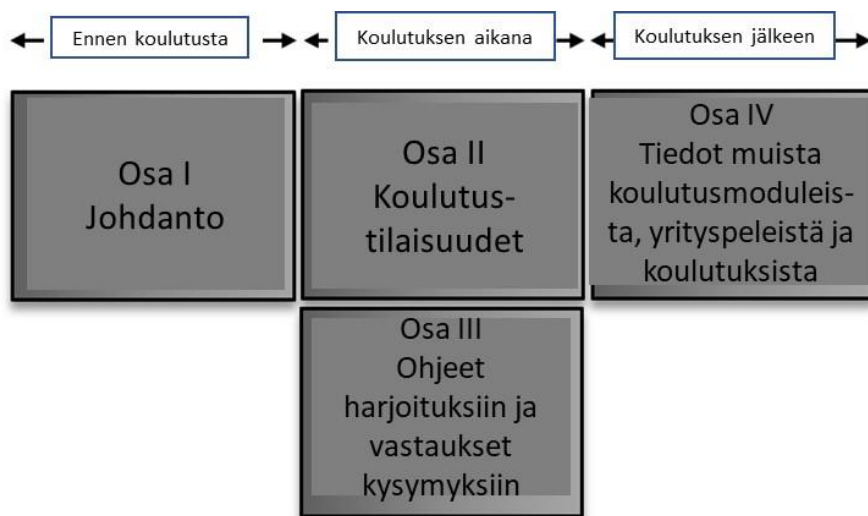 Ennen koulutusta
Koulutuksen aikana
Koulutuksen jälkeen
Osa I
Johdanto
Osa II
Koulutus-
tilaisuudet
Osa IV
Tiedot muista
koulutusmoduleis-
ta, yrityspeleistä ja
koulutuksista
Osa III
Ohjeet
harjoituksiin ja
vastaukset
kysymyksiin